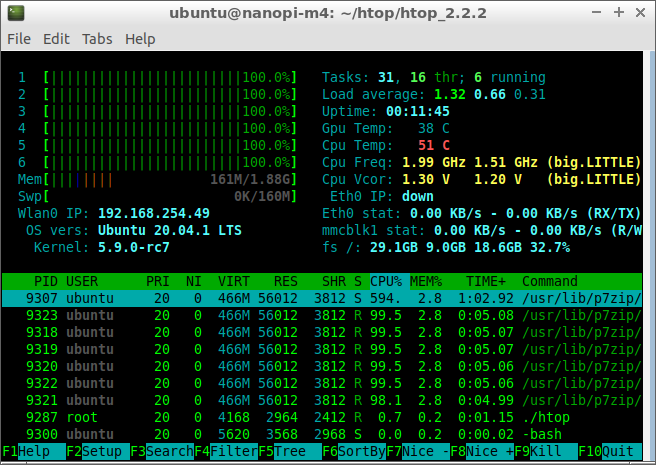 ubuntu@nanopi-m4: ~/htop/htop_2.2.2
File Edit Tabs Help
1 [||||||||||||||||||||||||100.0%] Tasks: 31, 16 thr; 6 running
2 [||||||||||||||||||||||||100.0%] Load average: 1.32 0.66 0.31
3 [||||||||||||||||||||||||100.0%] Uptime: 00:11:45
4 [||||||||||||||||||||||||100.0%] Gpu Temp: 38 C
5 [||||||||||||||||||||||||100.0%] Cpu Temp: 51 C
6 [||||||||||||||||||||||||100.0%] Cpu Freq: 1.99 GHz 1.51 GHz (big.LITTLE)
Mem[|||||||| 161M/1.88G] Cpu Vcor: 1.30 V 1.20 V (big.LITTLE)
Swp[ 0K/160M] Eth0 IP: down
Wlan0 IP: 192.168.254.49 Eth0 stat: 0.00 KB/s - 0.00 KB/s (RX/TX)
OS vers: Ubuntu 20.04.1 LTS mmcblk1 stat: 0.00 KB/s - 0.00 KB/s (R/W
Kernel: 5.9.0-rc7 fs /: 29.1GB 9.0GB 18.6GB 32.7%
PID USER PRI NI VIRT RES SHR S CPU% MEM% TIME+ Command
9307 ubuntu 20 0 466M 56012 3812 S 594. 2.8 1:02.92 /usr/lib/p7zip/
9323 ubuntu 20 0 466M 56012 3812 R 99.5 2.8 0:05.08 /usr/lib/p7zip/
9318 ubuntu 20 0 466M 56012 3812 R 99.5 2.8 0:05.07 /usr/lib/p7zip/
9319 ubuntu 20 0 466M 56012 3812 R 99.5 2.8 0:05.07 /usr/lib/p7zip/
9320 ubuntu 20 0 466M 56012 3812 R 99.5 2.8 0:05.06 /usr/lib/p7zip/
9322 ubuntu 20 0 466M 56012 3812 R 99.5 2.8 0:05.06 /usr/lib/p7zip/
9321 ubuntu 20 0 466M 56012 3812 R 98.1 2.8 0:04.99 /usr/lib/p7zip/
9287 root 20 0 4168 2964 2412 R 0.7 0.2 0:01.15 ./htop
9300 ubuntu 20 0 5620 3568 2968 S 0.0 0.2 0:00.02 -bash
F1Help F2Setup F3SearchF4FilterF5Tree F6SortByF7Nice -F8Nice +F9Kill F10Quit